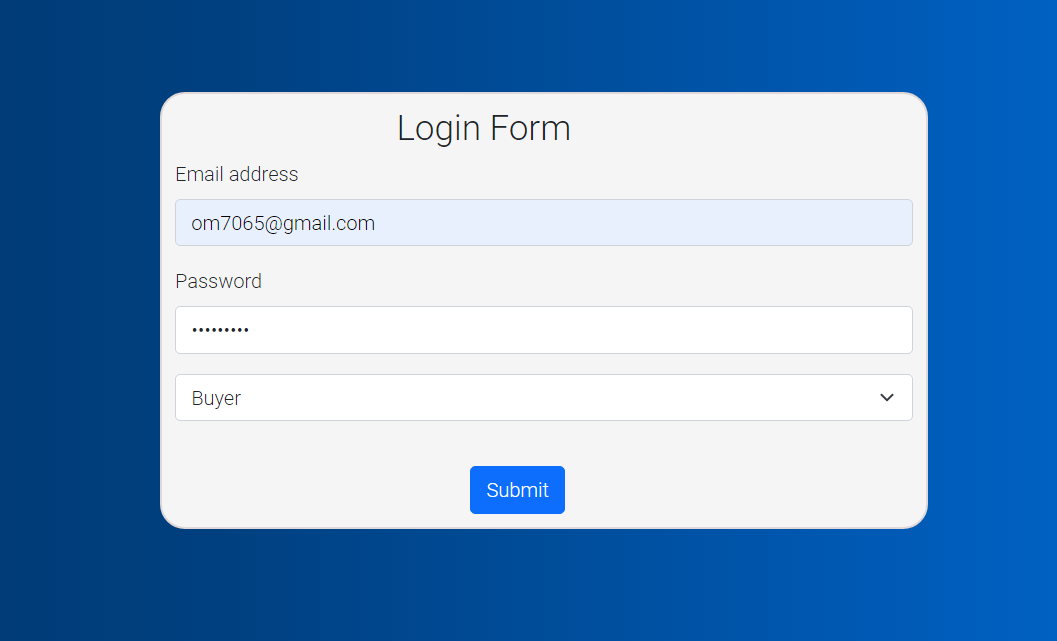 Login Form
Email address
om7065@gmail.com
Password
•••••••••
Buyer
Submit